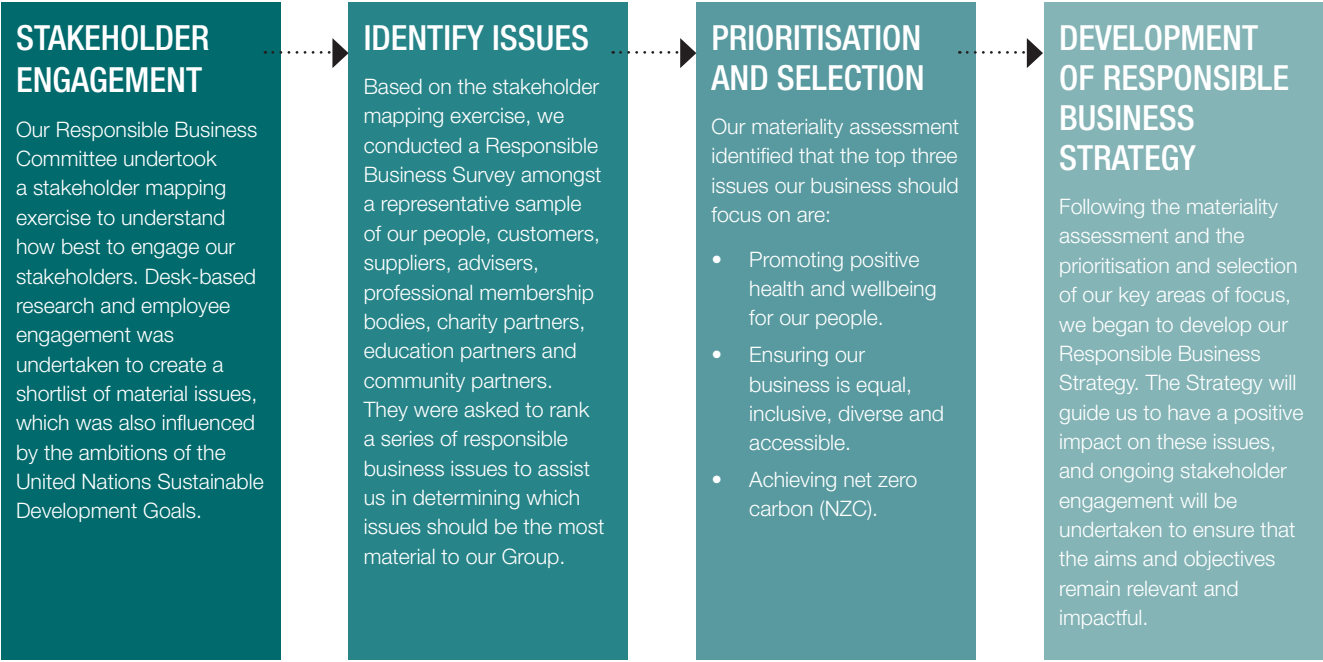 STAKEHOLDER
ENGAGEMENT
Our Responsible Business
Committee undertook
a stakeholder mapping
exercise to understand
how best to engage our
stakeholders. Desk-based
research and employee
engagement was
undertaken to create a
shortlist of material issues,
which was also influenced
by the ambitions of the
United Nations Sustainable
Development Goals.
IDENTIFY ISSUES
Based on the stakeholder
mapping exercise, we
conducted a Responsible
Business Survey amongst
a representative sample
of our people, customers,
suppliers, advisers,
professional membership
bodies, charity partners,
education partners and
community partners.
They were asked to rank
a series of responsible
business issues to assist
us in determining which
issues should be the most
material to our Group.
PRIORITISATION
AND SELECTION
Our materiality assessment
identified that the top three
issues our business should
focus on are:
• Promoting positive
health and wellbeing
for our people.
• Ensuring our
business is equal,
inclusive, diverse and
accessible.
• Achieving net zero
carbon (NZC).
DEVELOPMENT
OF RESPONSIBLE
BUSINESS
STRATEGY
Following the materiality
assessment and the
prioritisation and selection
of our key areas of focus,
we began to develop our
Responsible Business
Strategy. The Strategy will
guide us to have a positive
impact on these issues,
and ongoing stakeholder
engagement will be
undertaken to ensure that
the aims and objectives
remain relevant and
impactful.